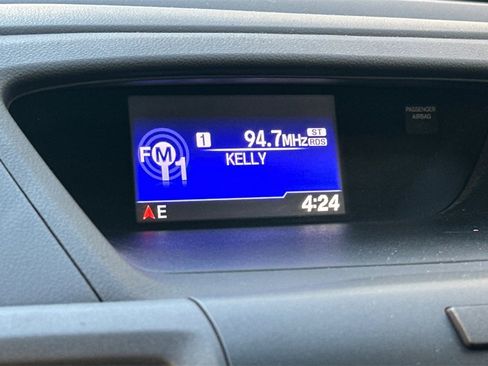 PASSENGER
AIRBAG
1 94.7MHz ST
RDS
FM1
KELLY
E 4:24